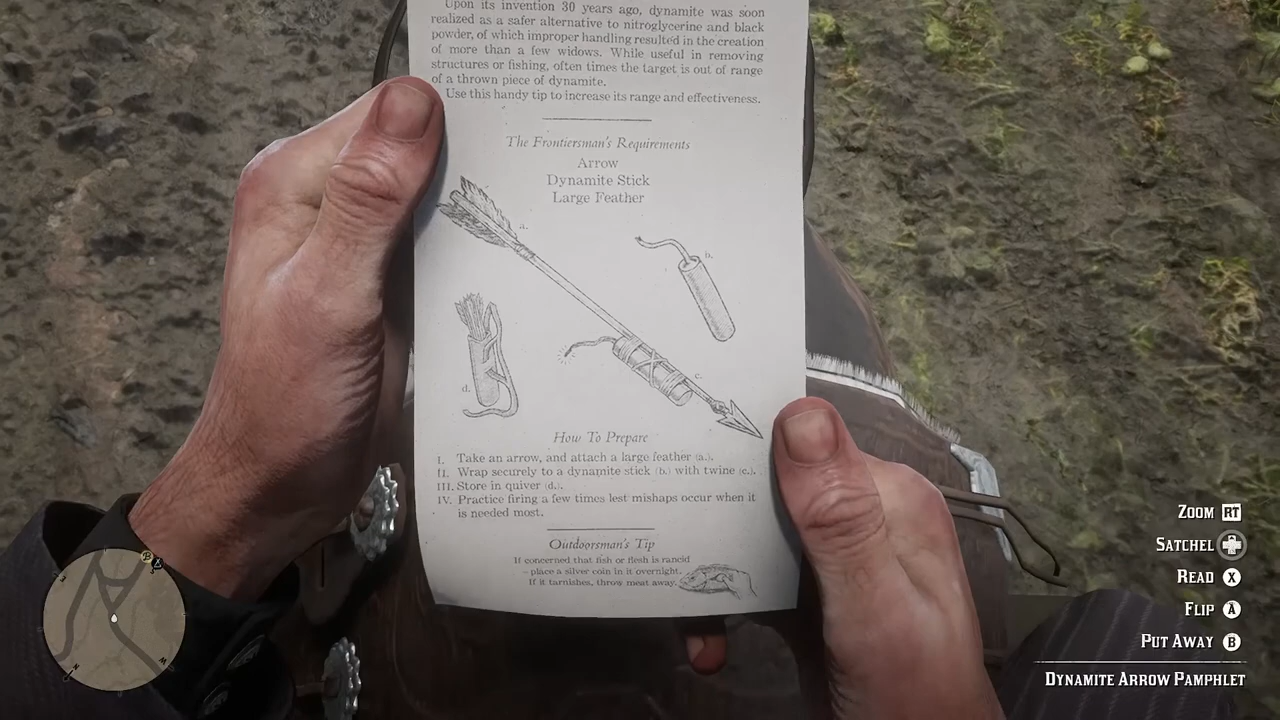 Upon its invention 30 years ago, dynamite was soon
realized as a safer alternative to nitroglycerine and black
powder, of which improper handling resulted in the creation
of more than a few widows. While useful in removing
structures or fishing, often times the target is out of range
of a thrown piece of dynamite.
Use this handy tip to increase its range and effectiveness.
The Frontiersman's Requirements
Arrow
Dynamite Stick
Large Feather
a.
b.
c.
d.
How To Prepare
I. Take an arrow, and attach a large feather (a.).
II. Wrap securely to a dynamite stick (b.) with twine (c.).
III. Store in quiver (d.).
IV. Practice firing a few times lest mishaps occur when it
is needed most.
Outdoorsman's Tip
If concerned that fish or flesh is rancid
– place a silver coin in it overnight.
If it tarnishes, throw meat away.
ZOOM RT
SATCHEL
READ X
FLIP A
PUT AWAY B
DYNAMITE ARROW PAMPHLET
B
N
W